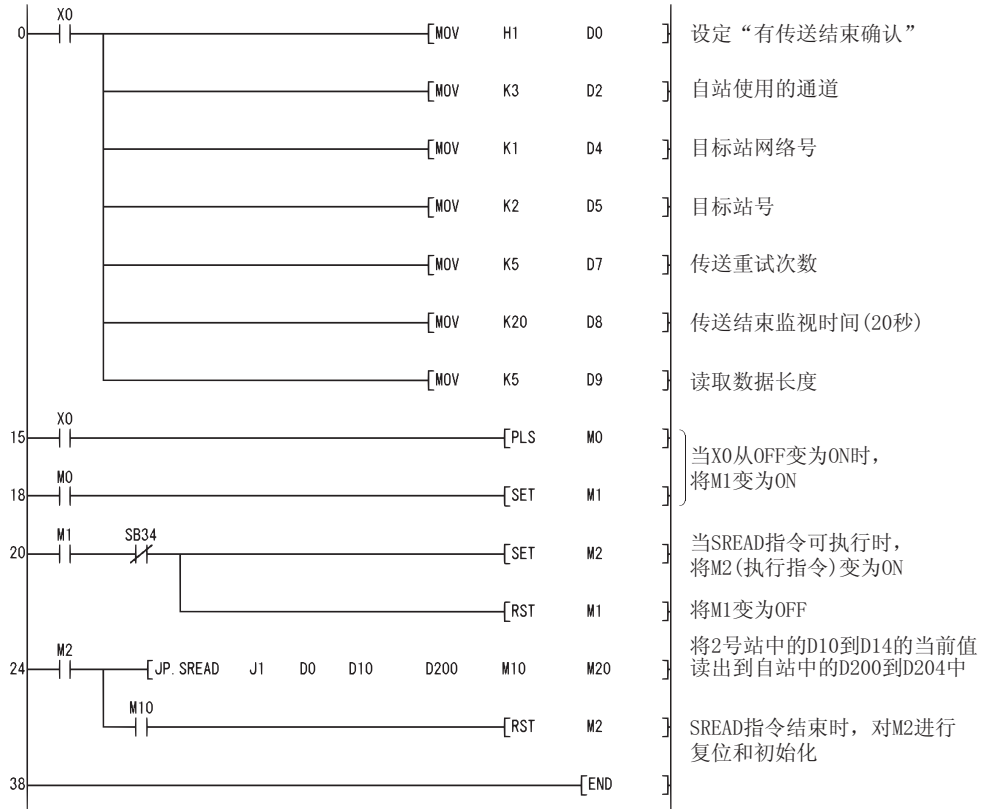 X0
0 MOV H1 D0 设定“有传送结束确认”
MOV K3 D2 自站使用的通道
MOV K1 D4 目标站网络号
MOV K2 D5 目标站号
MOV K5 D7 传送重试次数
MOV K20 D8 传送结束监视时间(20秒)
MOV K5 D9 读取数据长度
X0
15 PLS M0
当X0从OFF变为ON时，
将M1变为ON
M0
18 SET M1
M1 SB34
20 SET M2
当SREAD指令可执行时，
将M2(执行指令)变为ON
RST M1 将M1变为OFF
M2
24 JP.SREAD J1 D0 D10 D200 M10 M20
将2号站中的D10到D14的当前值
读出到自站中的D200到D204中
M10
RST M2
SREAD指令结束时，对M2进行
复位和初始化
38 END